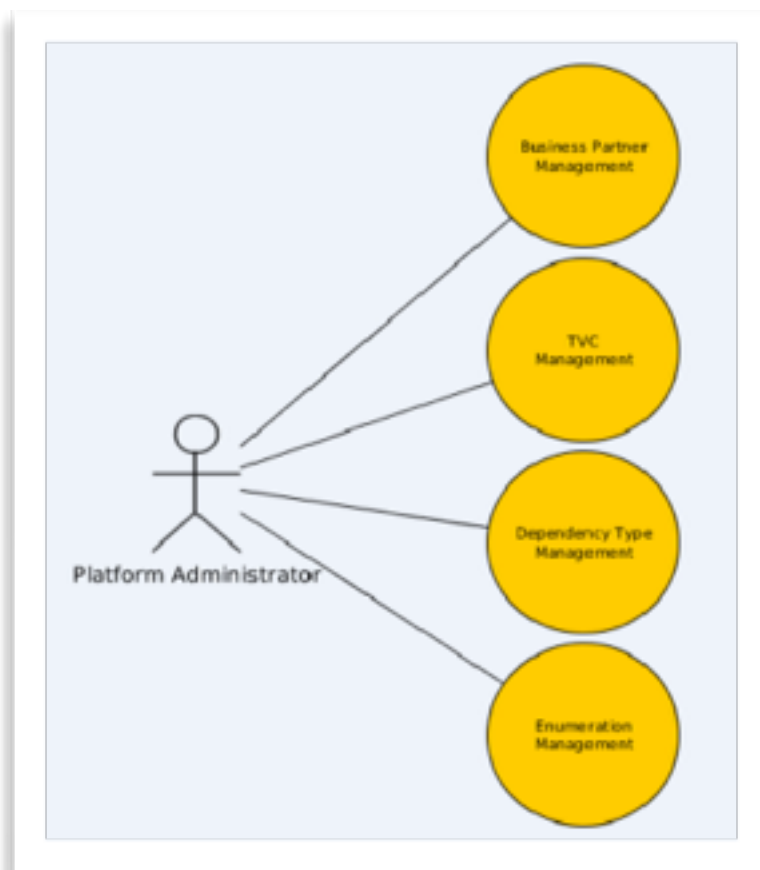 Business Partner
Management
TVC
Management
Platform Administrator
Dependency Type
Management
Enumeration
Management